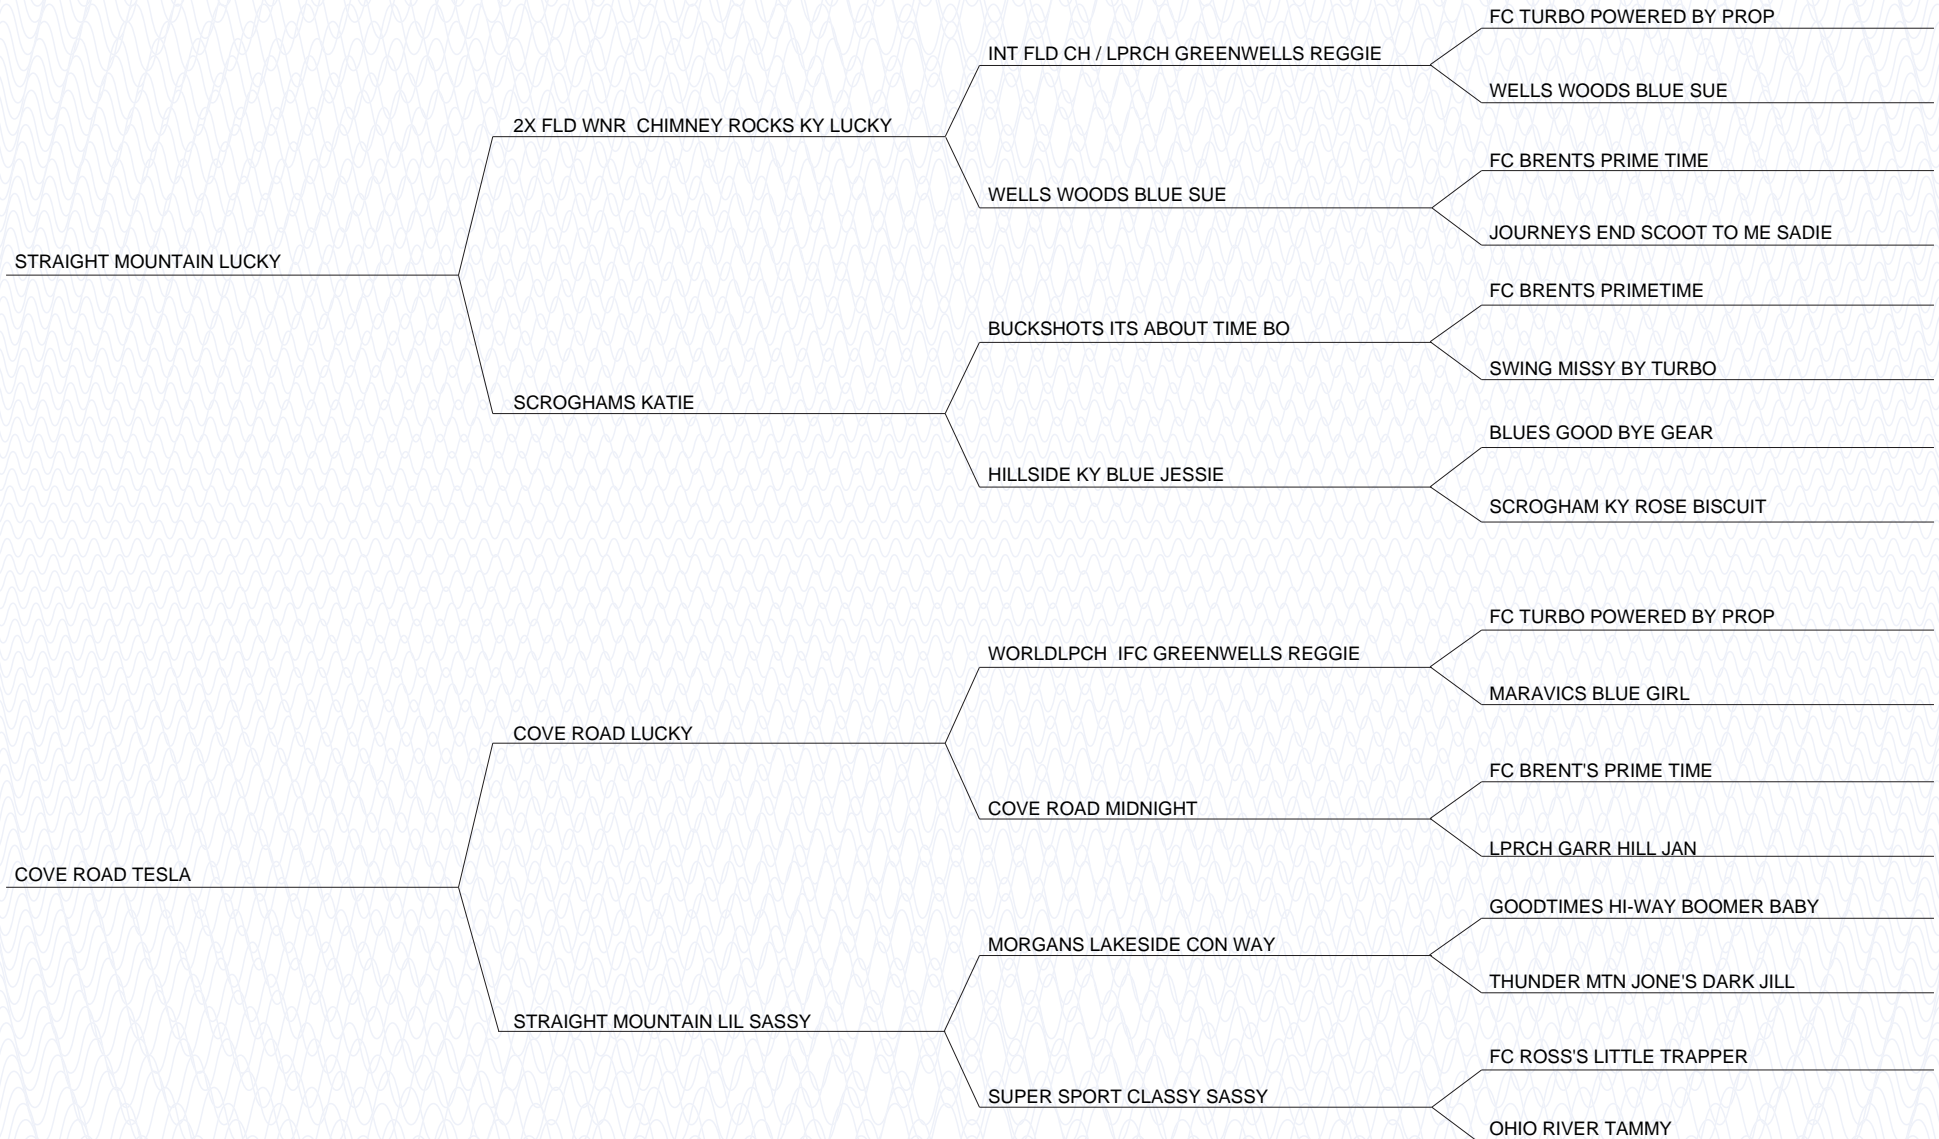 FC TURBO POWERED BY PROP
INT FLD CH / LPRCH GREENWELLS REGGIE
WELLS WOODS BLUE SUE
2X FLD WNR  CHIMNEY ROCKS KY LUCKY
FC BRENTS PRIME TIME
WELLS WOODS BLUE SUE
JOURNEYS END SCOOT TO ME SADIE
STRAIGHT MOUNTAIN LUCKY
FC BRENTS PRIMETIME
BUCKSHOTS ITS ABOUT TIME BO
SWING MISSY BY TURBO
SCROGHAMS KATIE
BLUES GOOD BYE GEAR
HILLSIDE KY BLUE JESSIE
SCROGHAM KY ROSE BISCUIT
FC TURBO POWERED BY PROP
WORLDLPCH  IFC GREENWELLS REGGIE
MARAVICS BLUE GIRL
COVE ROAD LUCKY
FC BRENT'S PRIME TIME
COVE ROAD MIDNIGHT
LPRCH GARR HILL JAN
COVE ROAD TESLA
GOODTIMES HI-WAY BOOMER BABY
MORGANS LAKESIDE CON WAY
THUNDER MTN JONE'S DARK JILL
STRAIGHT MOUNTAIN LIL SASSY
FC ROSS'S LITTLE TRAPPER
SUPER SPORT CLASSY SASSY
OHIO RIVER TAMMY